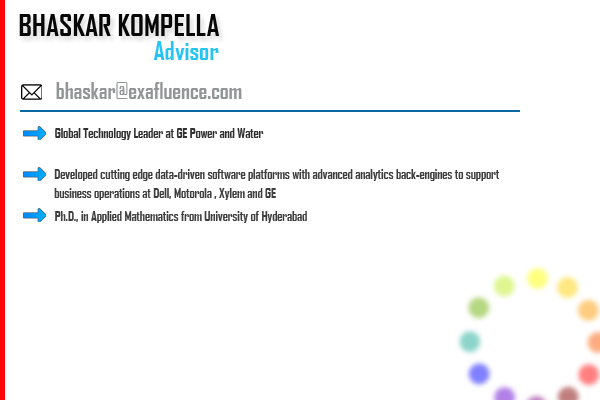 BHASKAR KOMPELLA
Advisor
bhaskar@exafluence.com
Global Technology Leader at GE Power and Water
Developed cutting edge data-driven software platforms with advanced analytics back-engines to support
business operations at Dell, Motorola , Xylem and GE
Ph.D., in Applied Mathematics from University of Hyderabad